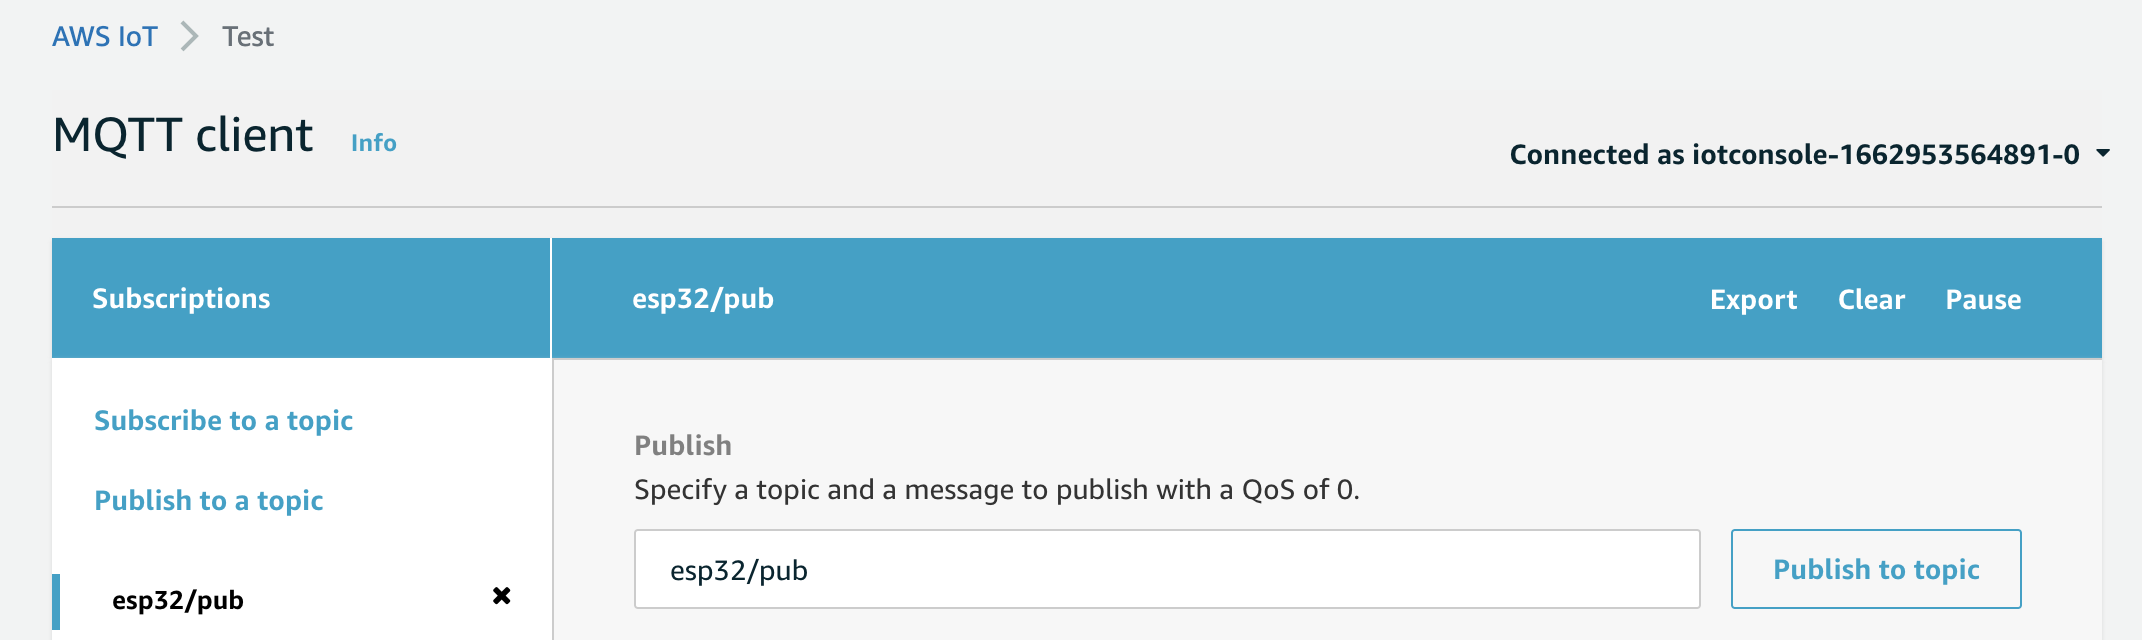 AWS IoT > Test
MQTT client Info
Connected as iotconsole-1662953564891-0
Subscriptions
esp32/pub
Export Clear Pause
Subscribe to a topic
Publish to a topic
esp32/pub
Publish
Specify a topic and a message to publish with a QoS of 0.
esp32/pub
Publish to topic